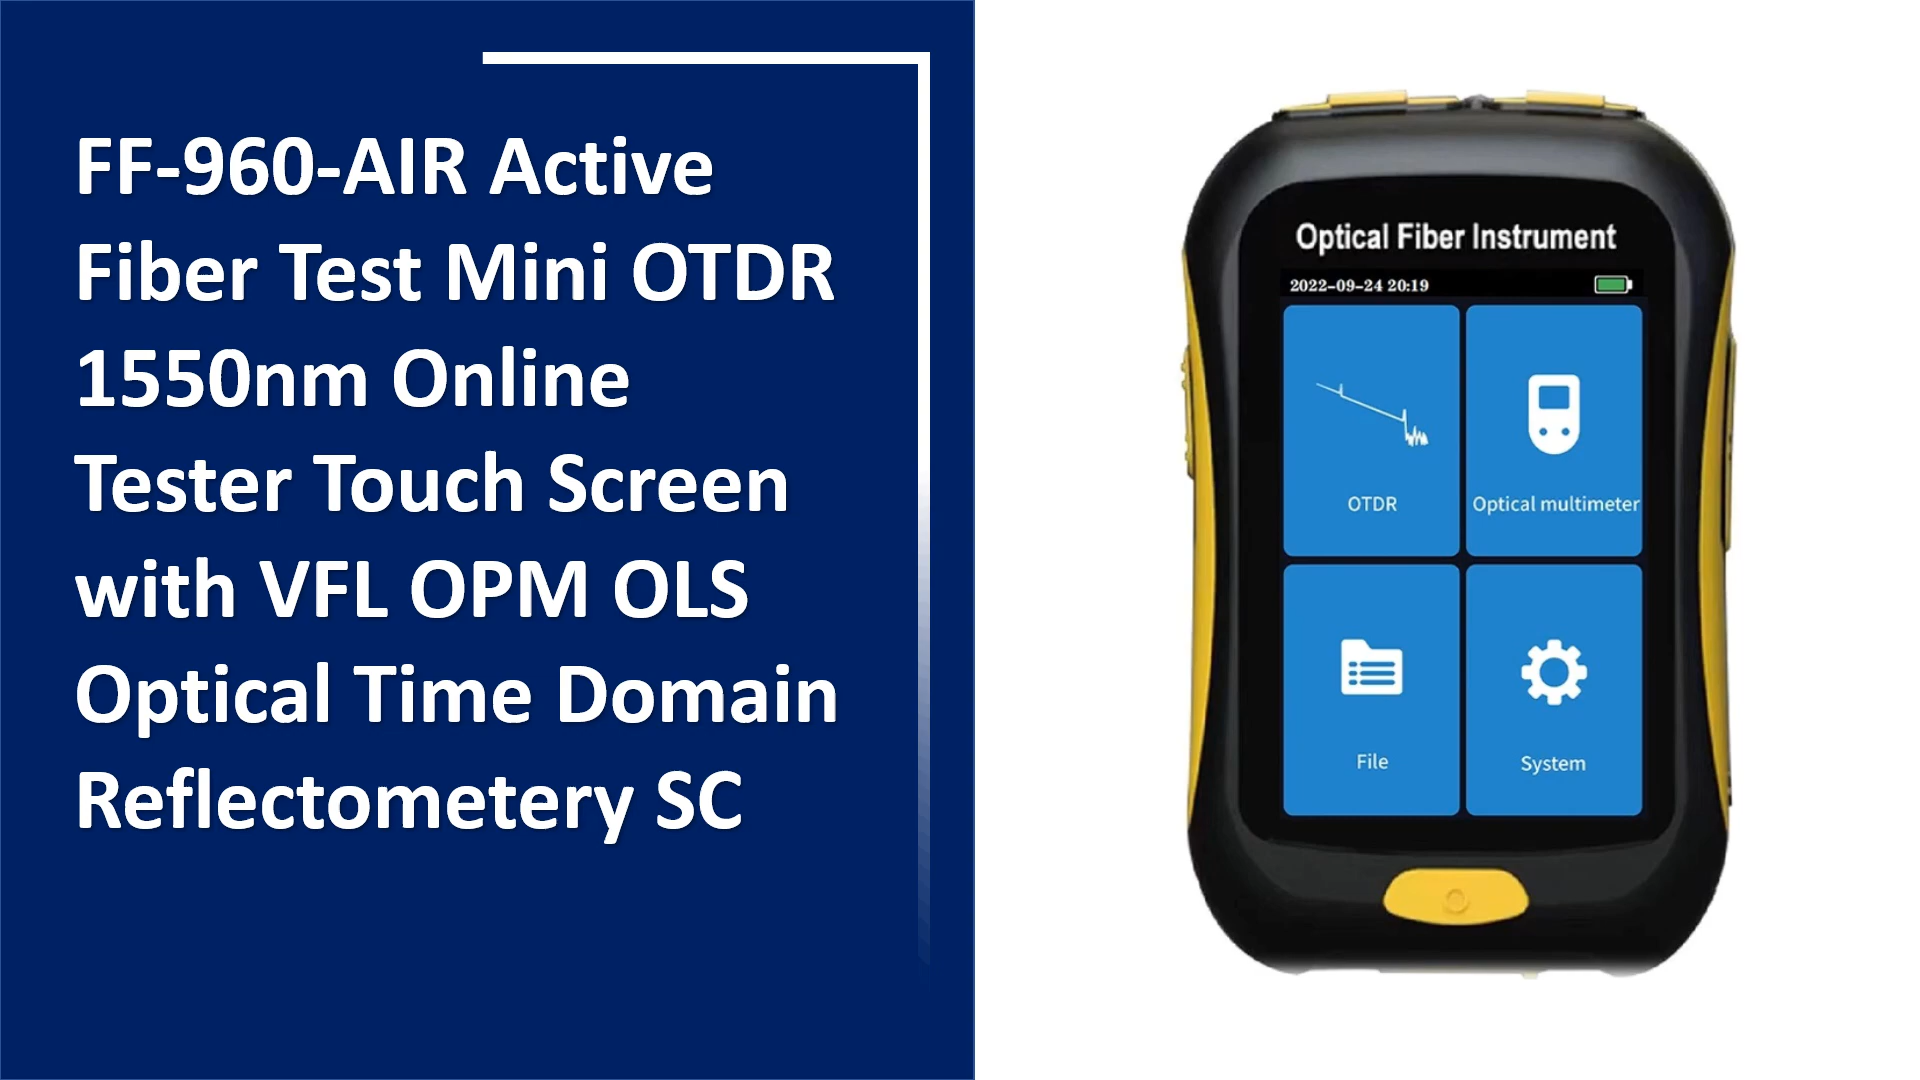 FF-960-AIR Active
Fiber Test Mini OTDR
1550nm Online
Tester Touch Screen
with VFL OPM OLS
Optical Time Domain
Reflectometery SC
Optical Fiber Instrument
2022-09-24 20:19
OTDR
Optical multimeter
File
System